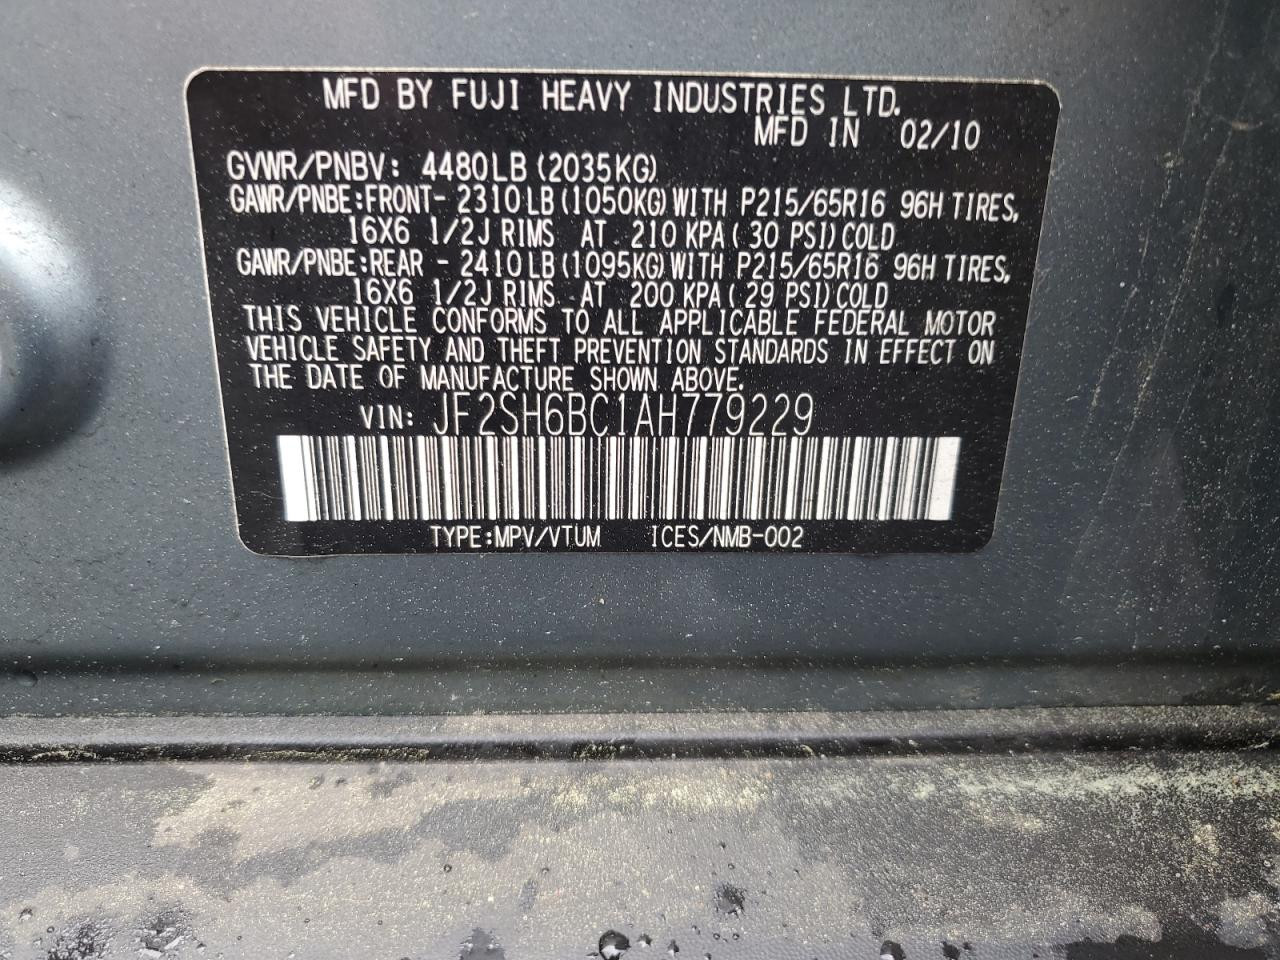 MFD BY FUJI HEAVY INDUSTRIES LTD.
MFD IN 02/10
GVWR/PNBV: 4480LB (2035KG)
GAWR/PNBE:FRONT- 2310LB(1050KG)WITH P215/65R16 96H TIRES,
16X6 1/2J RIMS AT 210 KPA( 30 PSI)COLD
GAWR/PNBE:REAR - 2410LB(1095KG)WITH P215/65R16 96H TIRES,
16X6 1/2J RIMS AT 200 KPA( 29 PSI)COLD
THIS VEHICLE CONFORMS TO ALL APPLICABLE FEDERAL MOTOR
VEHICLE SAFETY AND THEFT PREVENTION STANDARDS IN EFFECT ON
THE DATE OF MANUFACTURE SHOWN ABOVE.
VIN: JF2SH6BC1AH779229
TYPE:MPV/VTUM ICES/NMB-002